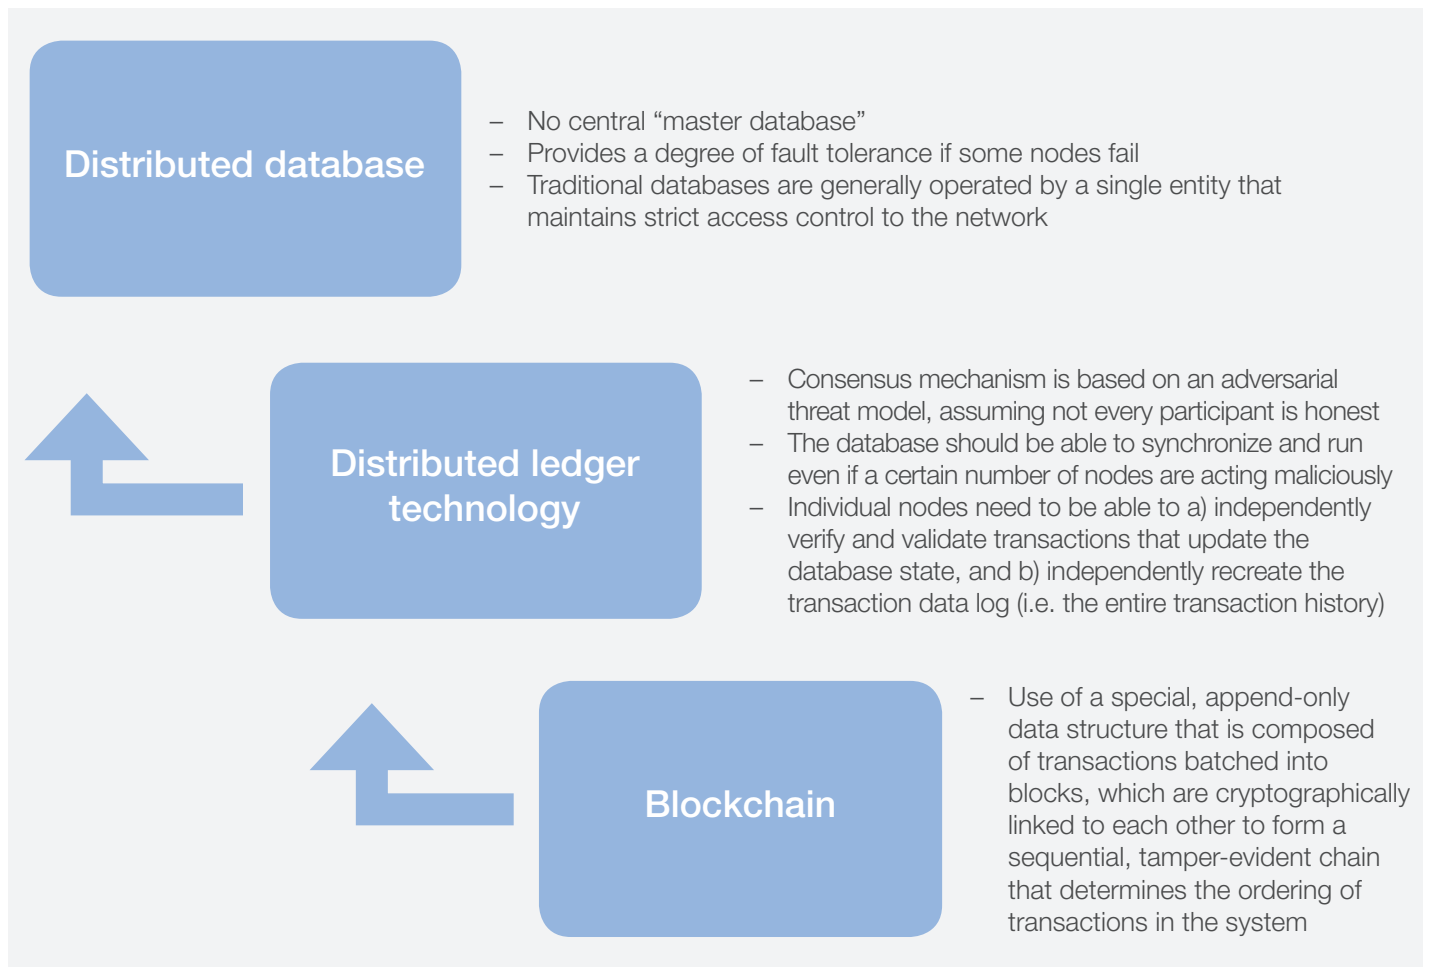 Distributed database
– No central “master database”
– Provides a degree of fault tolerance if some nodes fail
– Traditional databases are generally operated by a single entity that
maintains strict access control to the network
Distributed ledger
technology
– Consensus mechanism is based on an adversarial
threat model, assuming not every participant is honest
– The database should be able to synchronize and run
even if a certain number of nodes are acting maliciously
– Individual nodes need to be able to a) independently
verify and validate transactions that update the
database state, and b) independently recreate the
transaction data log (i.e. the entire transaction history)
Blockchain
– Use of a special, append-only
data structure that is composed
of transactions batched into
blocks, which are cryptographically
linked to each other to form a
sequential, tamper-evident chain
that determines the ordering of
transactions in the system